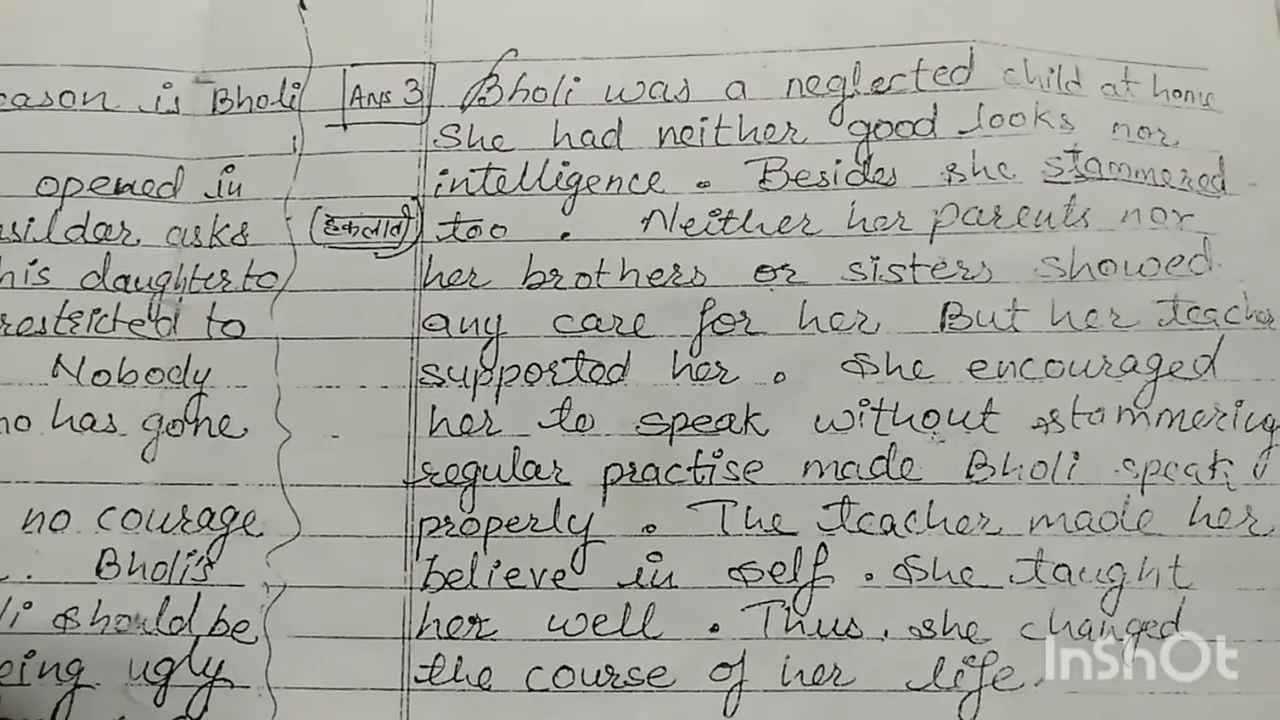 eason is Bholi
opened in
sildar asks
his daughter to
restricted to
Nobody
no has gone
no courage
Bholi's
li should be
eing ugly
Ans 3 Bholi was a neglected child at home
She had neither good looks nor
intelligence. Besides she stammered
(हकलाती) too. Neither her parents nor
her brothers or sisters showed
any care for her But her teacher
supported her. She encouraged
her to speak without stammering
regular practise made Bholi speak
properly. The teacher made her
believe in self. She taught
her well. Thus, she changed
the course of her life.
InShOt